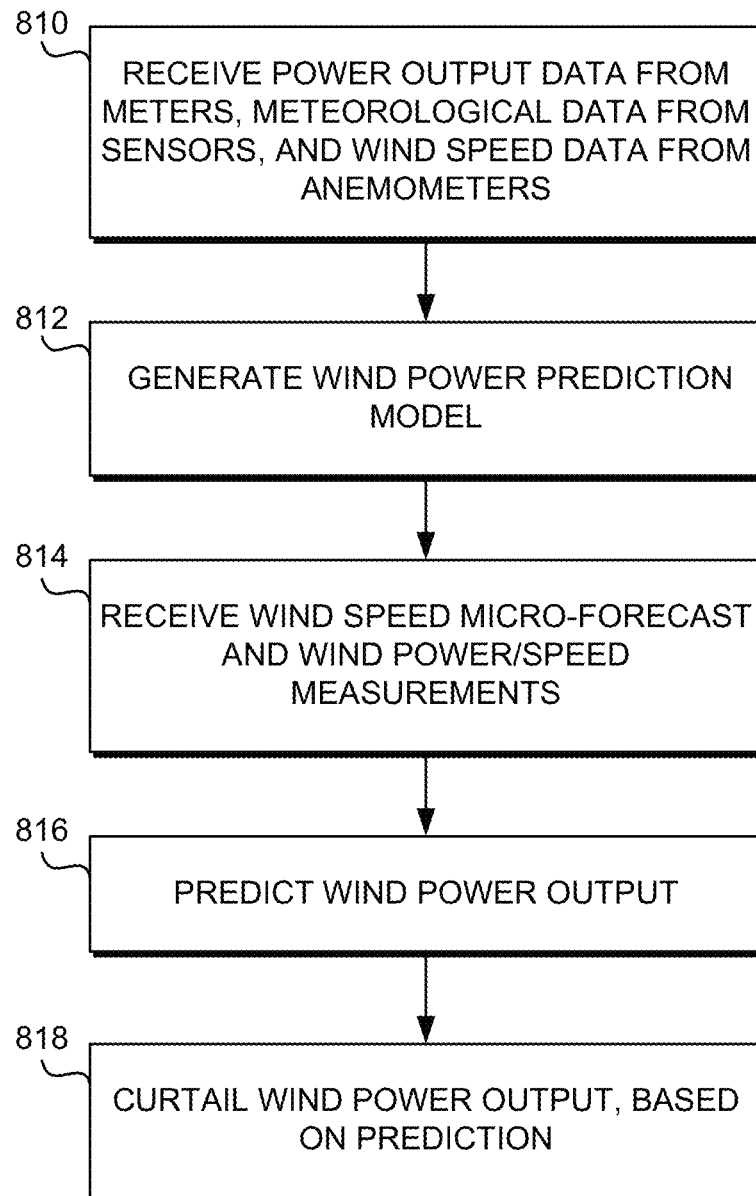 810
RECEIVE POWER OUTPUT DATA FROM
METERS, METEOROLOGICAL DATA FROM
SENSORS, AND WIND SPEED DATA FROM
ANEMOMETERS
812
GENERATE WIND POWER PREDICTION
MODEL
814
RECEIVE WIND SPEED MICRO-FORECAST
AND WIND POWER/SPEED
MEASUREMENTS
816
PREDICT WIND POWER OUTPUT
818
CURTAIL WIND POWER OUTPUT, BASED
ON PREDICTION